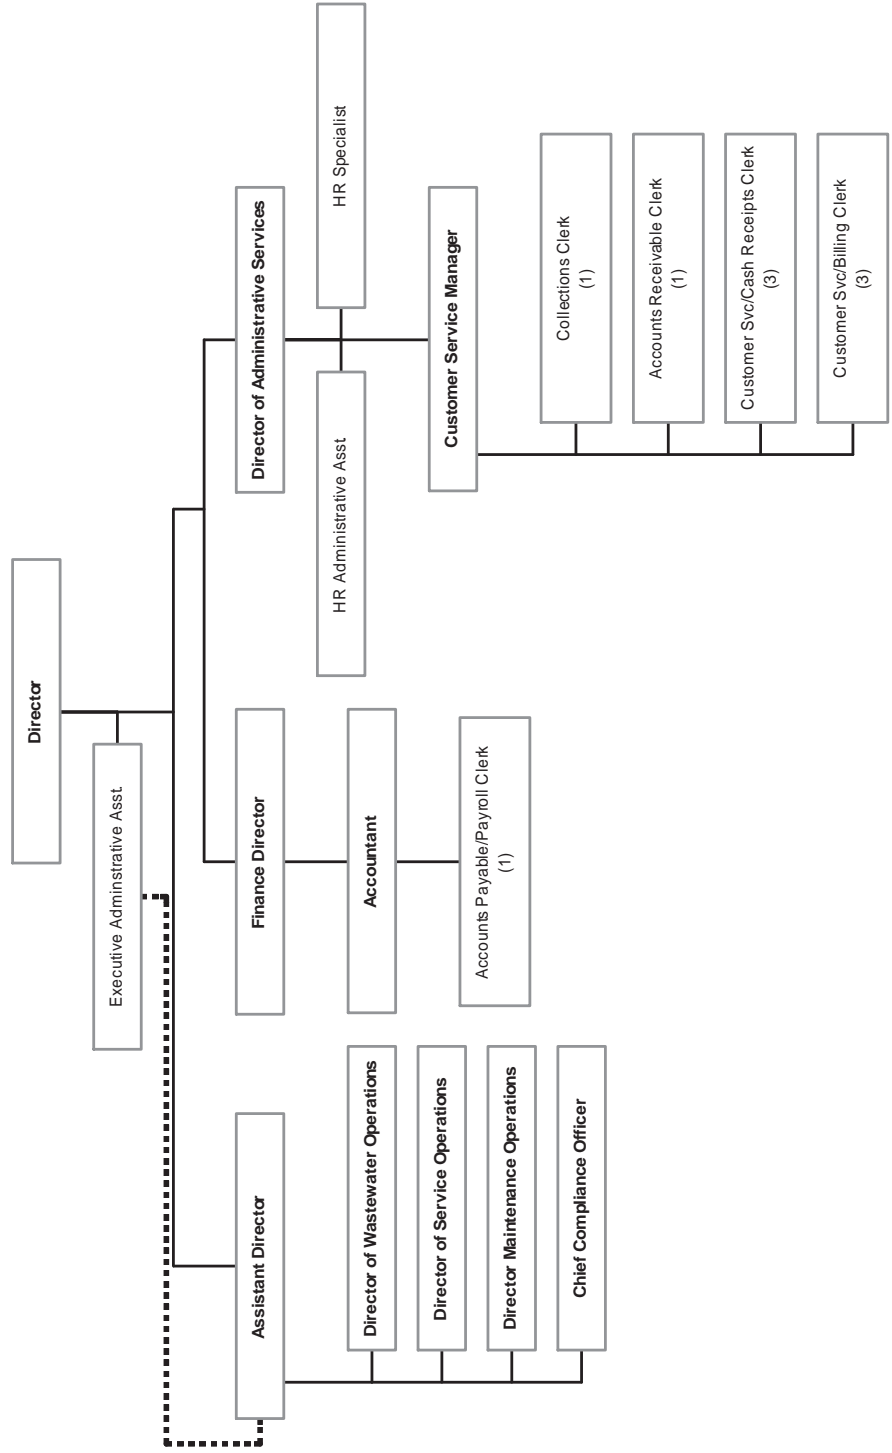 Director
Executive Adminstrative Asst.
Assistant Director
Finance Director
Director of Administrative Services
Director of Wastewater Operations
Director of Service Operations
Director Maintenance Operations
Chief Compliance Officer
Accountant
Accounts Payable/Payroll Clerk
(1)
HR Administrative Asst.
HR Specialist
Customer Service Manager
Collections Clerk
(1)
Accounts Receivable Clerk
(1)
Customer Svc/Cash Receipts Clerk
(3)
Customer Svc/Billing Clerk
(3)